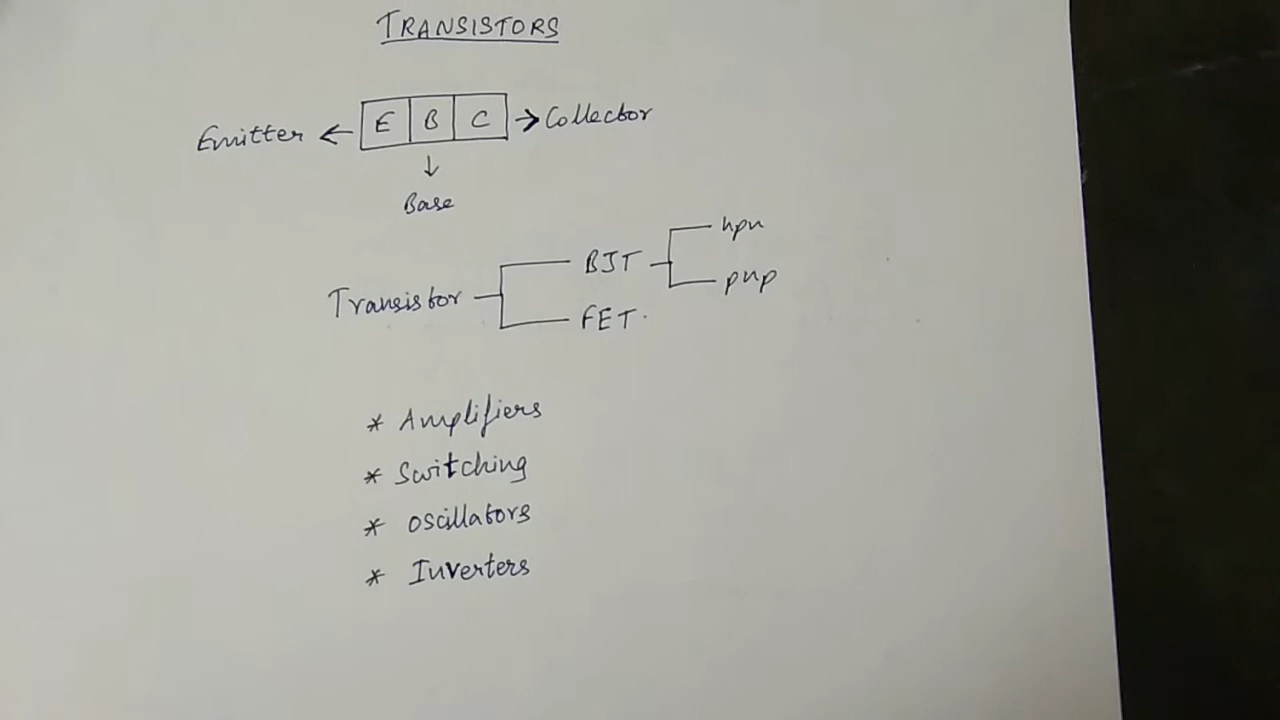 TRANSISTORS
Emitter ← E B C → Collector
↓
Base
npn
BJT
pnp
Transistor
FET.
* Amplifiers
* Switching
* Oscillators
* Inverters